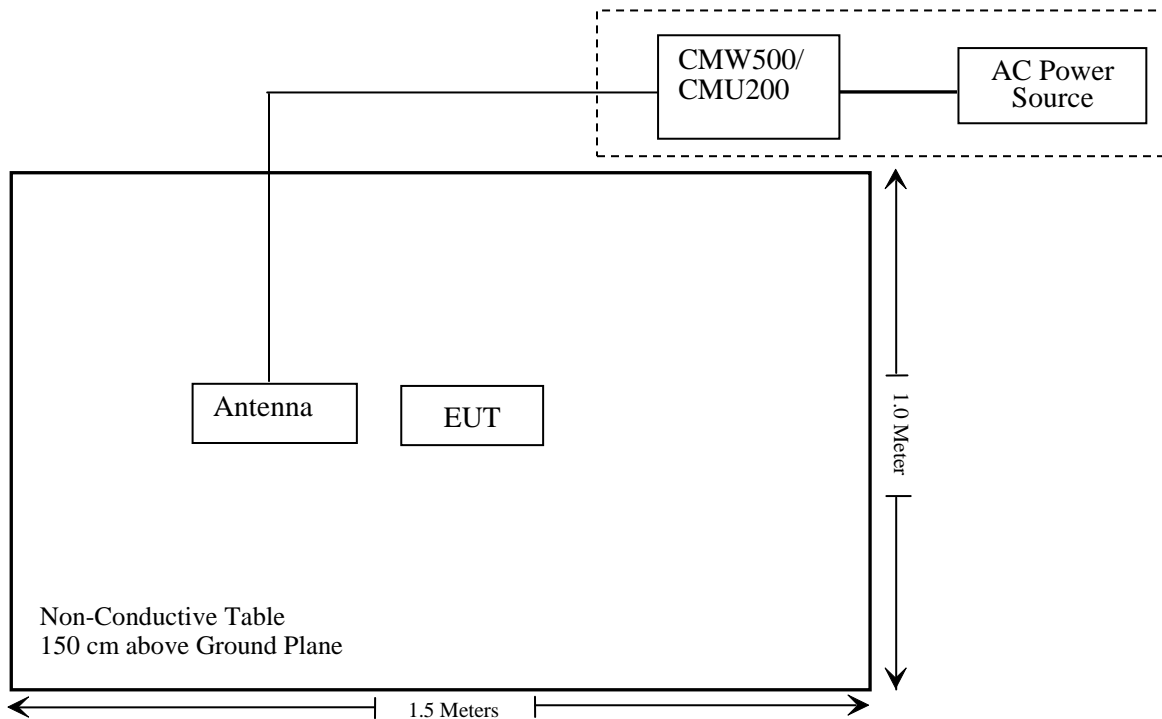 CMW500/
CMU200
AC Power
Source
Antenna
EUT
1.0 Meter
Non-Conductive Table
150 cm above Ground Plane
1.5 Meters